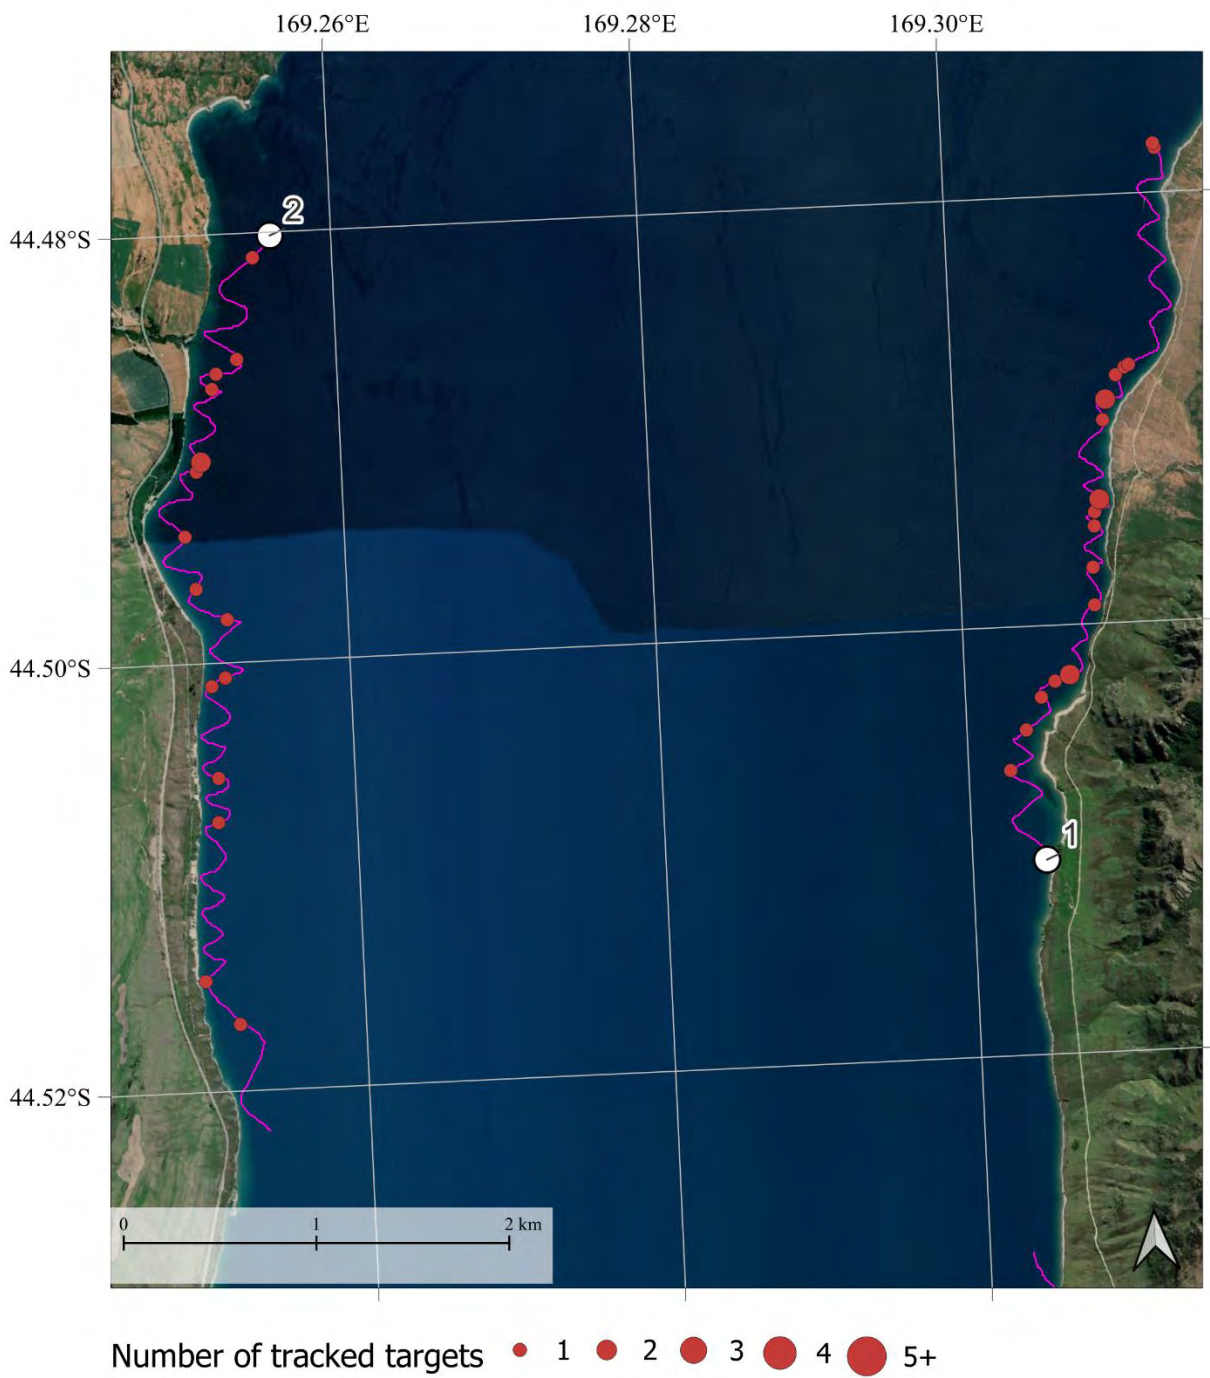 169.26°E 169.28°E 169.30°E
2
44.48°S
44.50°S
1
44.52°S
0 1 2 km
Number of tracked targets 1 2 3 4 5+